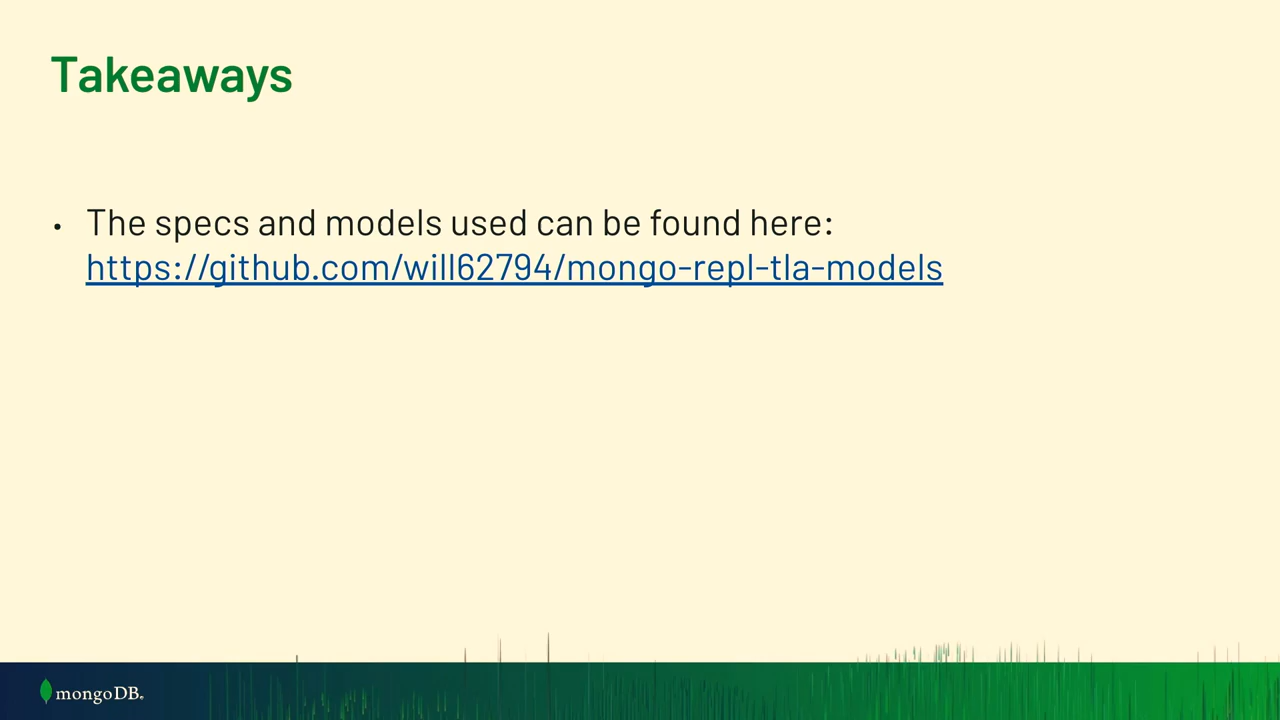 Takeaways
• The specs and models used can be found here:
https://github.com/will62794/mongo-repl-tla-models
mongoDB®